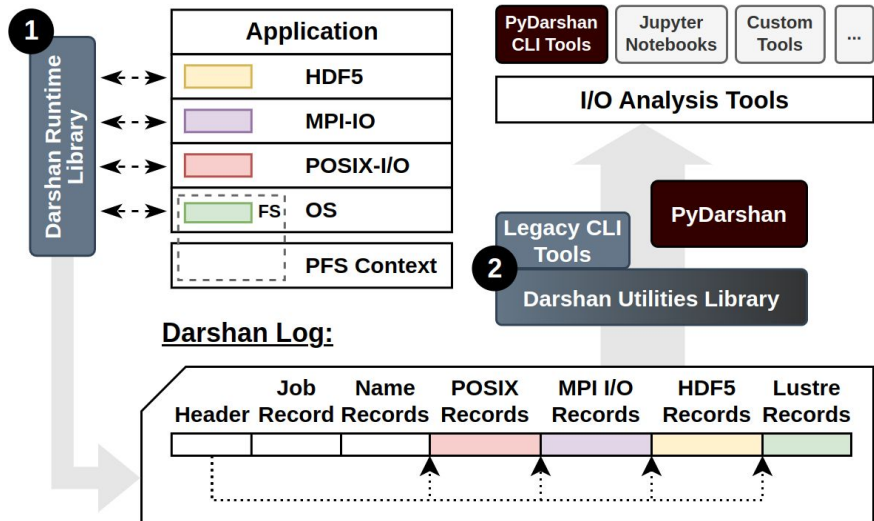 1
Darshan Runtime
Library
Application
HDF5
MPI-IO
POSIX-I/O
FS
OS
PFS Context
PyDarshan
CLI Tools
Jupyter
Notebooks
Custom
Tools
...
I/O Analysis Tools
PyDarshan
Legacy CLI
Tools
2
Darshan Utilities Library
Darshan Log:
Header
Job
Record
Name
Records
POSIX
Records
MPI I/O
Records
HDF5
Records
Lustre
Records